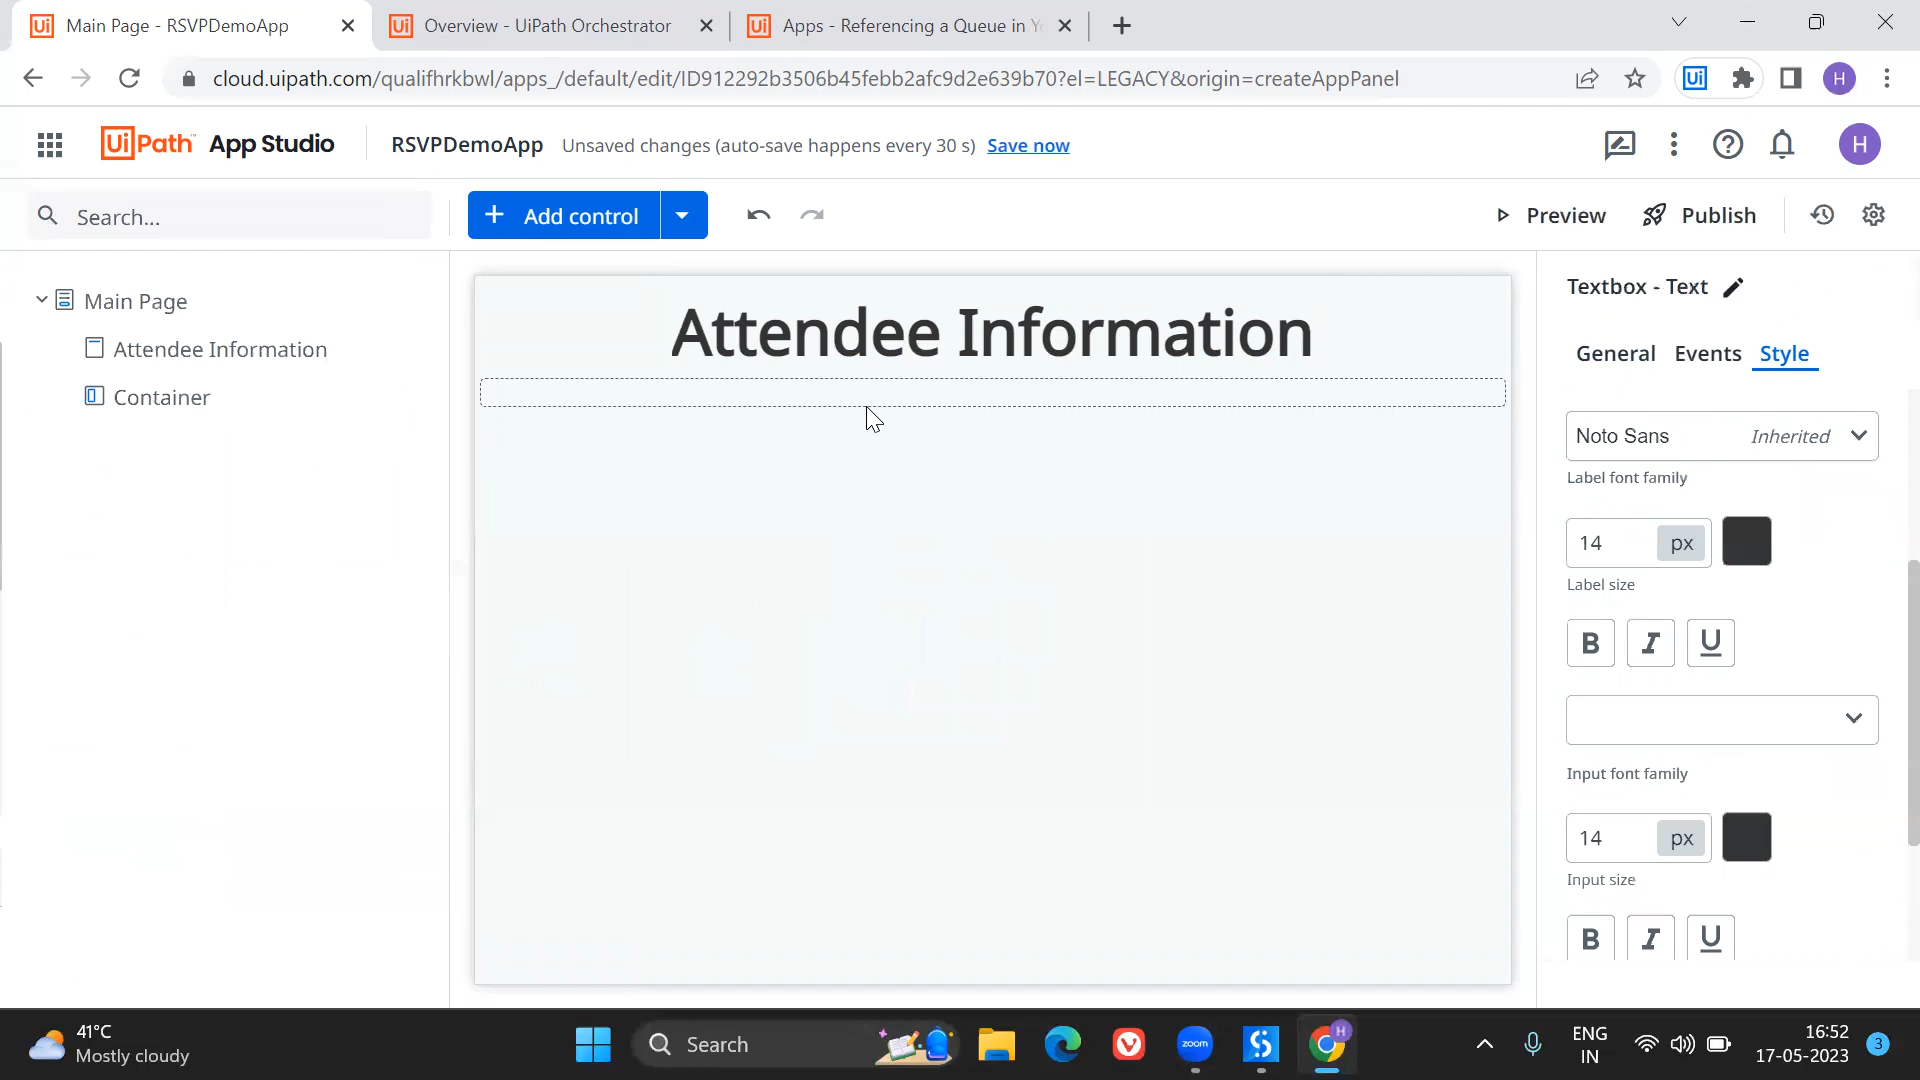 Main Page - RSVPDemoApp
Overview - UiPath Orchestrator
Apps - Referencing a Queue in Y
cloud.uipath.com/qualifhrkbwl/apps_/default/edit/ID912292b3506b45febb2afc9d2e639b70?el=LEGACY&origin=createAppPanel
Ui
H
UiPath App Studio
RSVPDemoApp
Unsaved changes (auto-save happens every 30 s)
Save now
H
Search...
+ Add control
Preview
Publish
Main Page
Attendee Information
Container
Attendee Information
Textbox - Text
General Events Style
Noto Sans Inherited
Label font family
14 px
Label size
B I U
Input font family
14 px
Input size
B I U
41°C
Mostly cloudy
Search
zoom
H
ENG
IN
16:52
17-05-2023
3